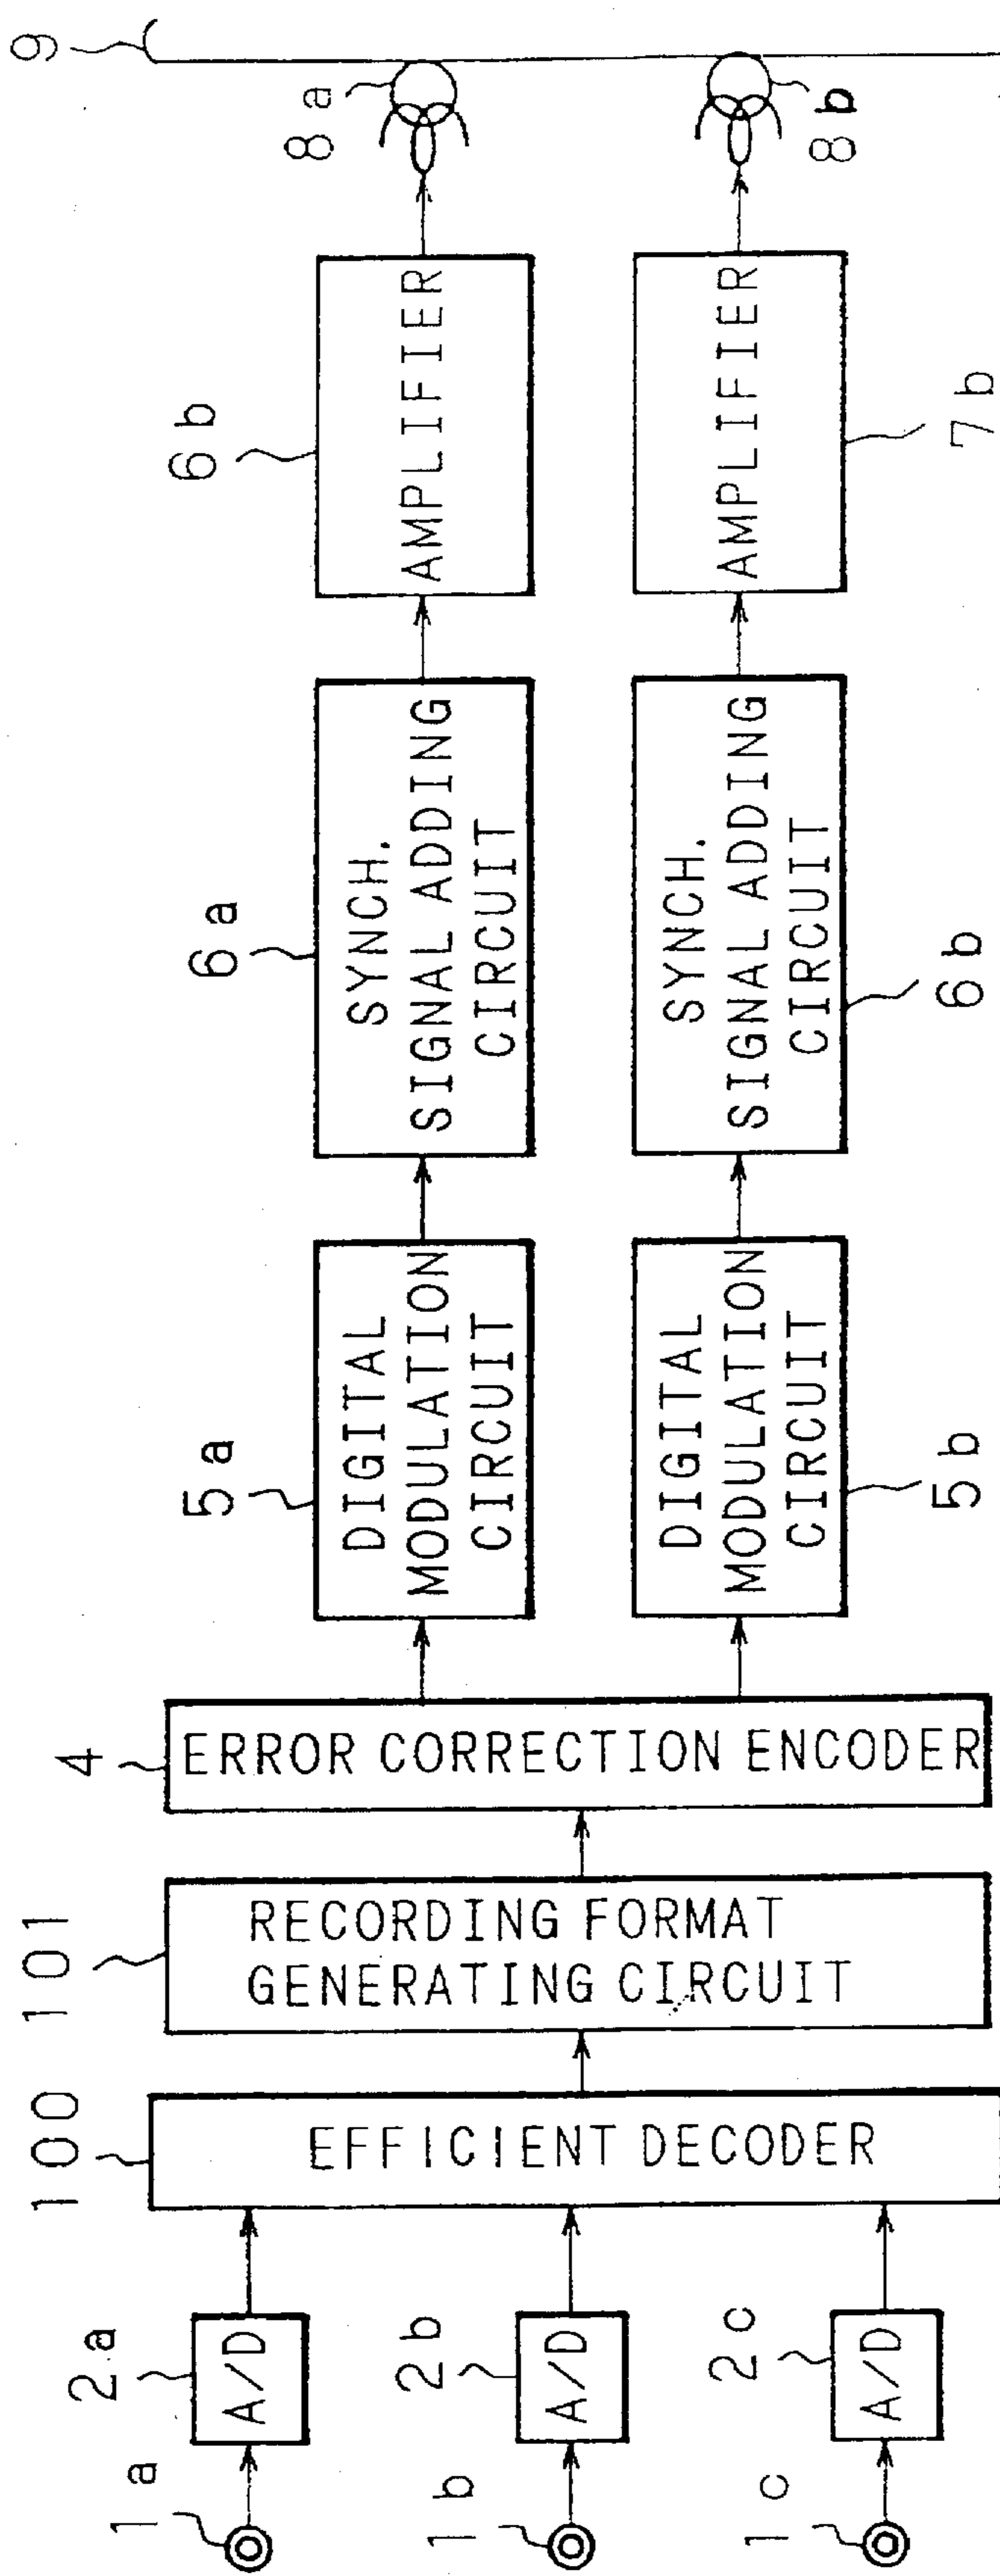 1a
2a
A/D
1b
2b
A/D
1c
2c
A/D
100
EFFICIENT DECODER
101
RECORDING FORMAT
GENERATING CIRCUIT
4
ERROR CORRECTION ENCODER
5a
DIGITAL
MODULATION
CIRCUIT
6a
SYNCH.
SIGNAL ADDING
CIRCUIT
6b
AMPLIFIER
8a
9
DIGITAL
MODULATION
CIRCUIT
5b
SYNCH.
SIGNAL ADDING
CIRCUIT
6b
AMPLIFIER
7b
8b